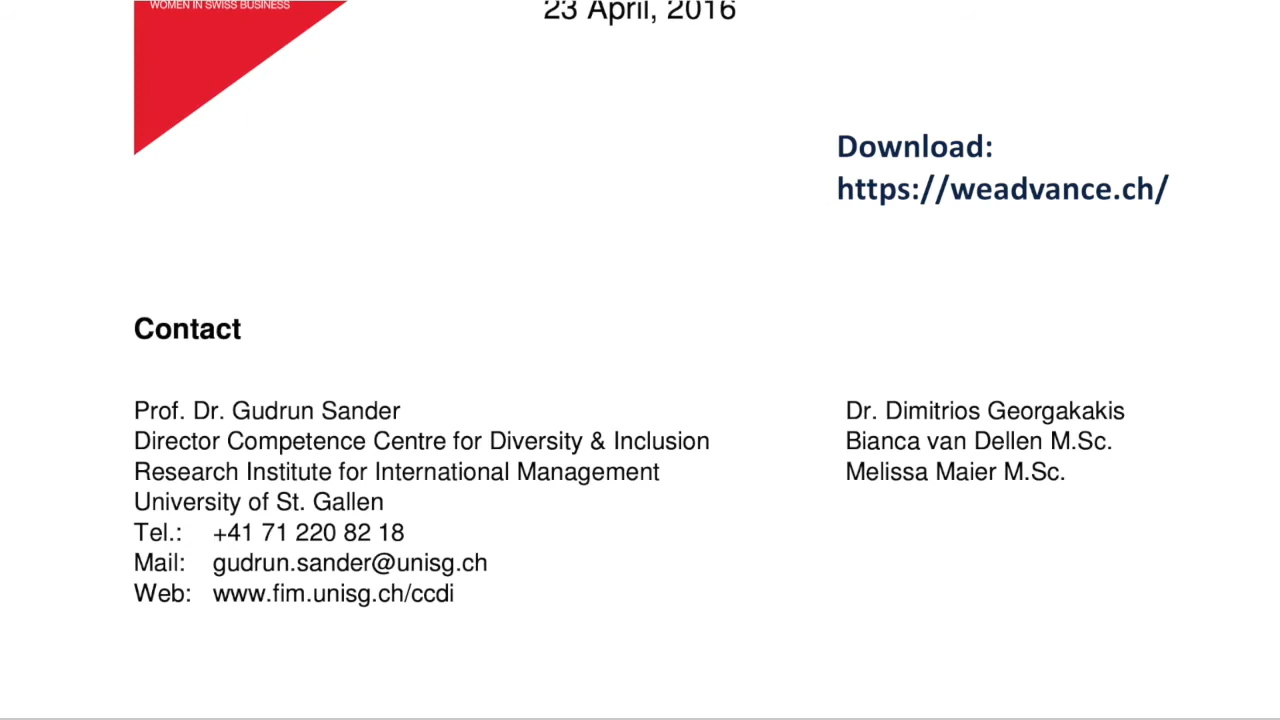 WOMEN IN SWISS BUSINESS
23 April, 2016
Download:
https://weadvance.ch/
Contact
Prof. Dr. Gudrun Sander
Director Competence Centre for Diversity & Inclusion
Research Institute for International Management
University of St. Gallen
Tel.: +41 71 220 82 18
Mail: gudrun.sander@unisg.ch
Web: www.fim.unisg.ch/ccdi
Dr. Dimitrios Georgakakis
Bianca van Dellen M.Sc.
Melissa Maier M.Sc.